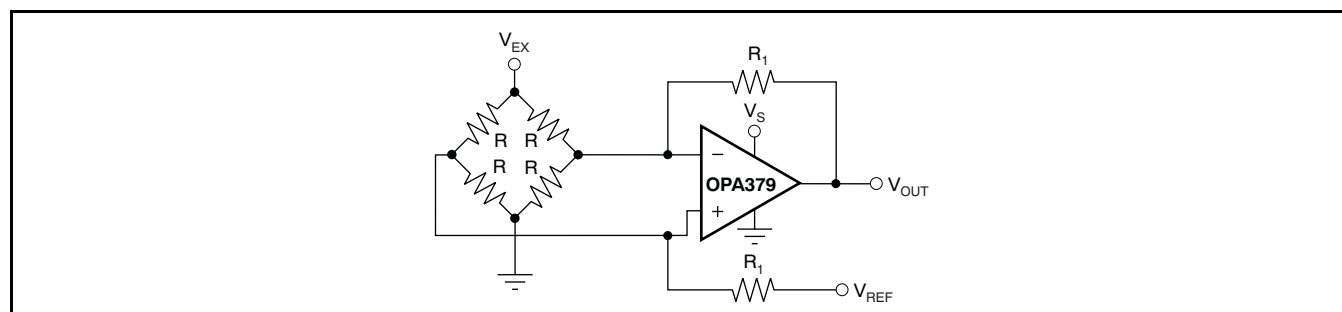 V_EX
R_1
V_S
R R
R R
−
OPA379
+
V_OUT
R_1
V_REF